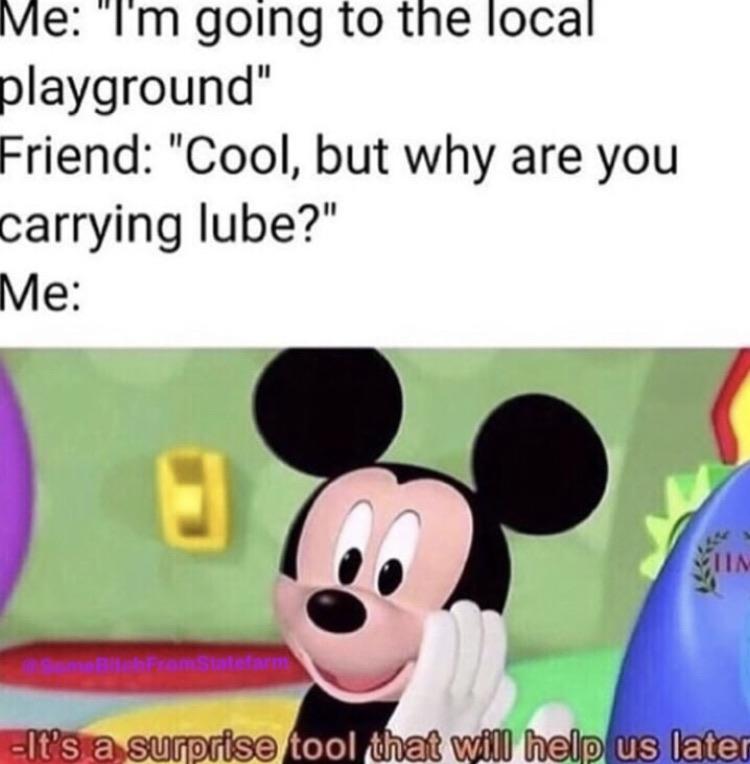 Me: "I'm going to the local
playground"
Friend: "Cool, but why are you
carrying lube?"
Me:
@SomeBitchFromStatefarm
-It's a surprise tool that will help us later